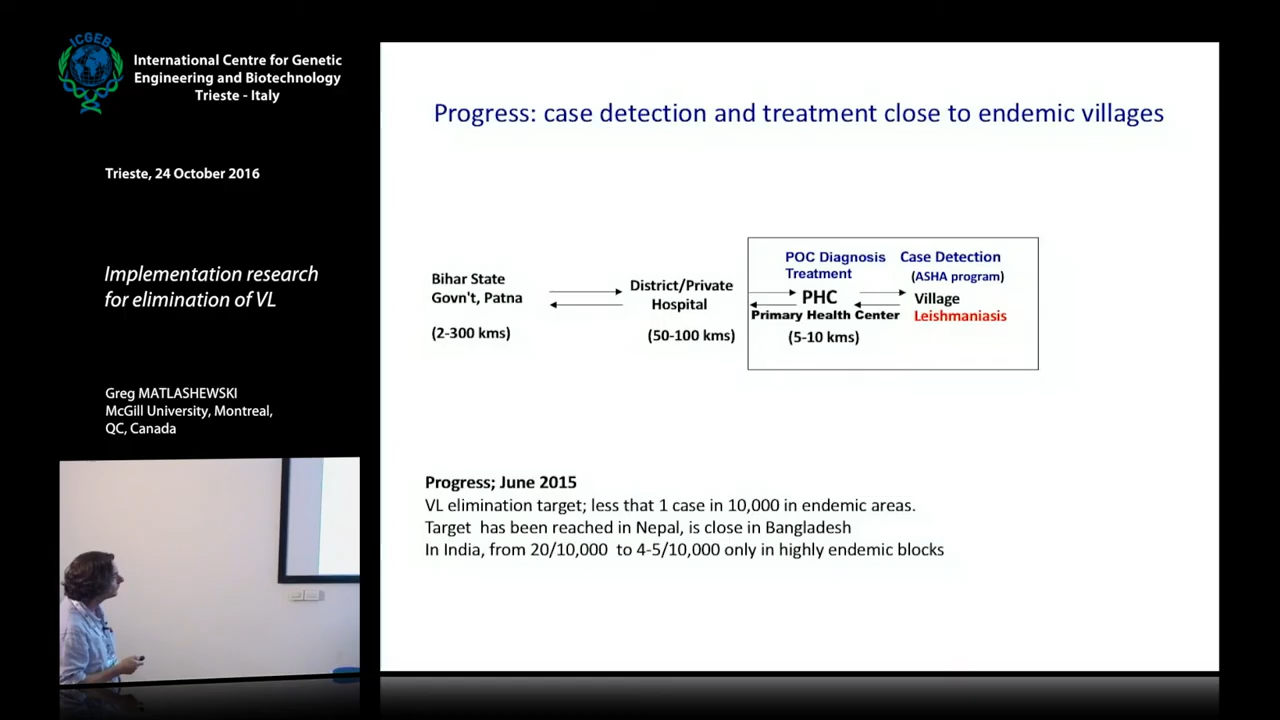 ICGEB
International Centre for Genetic
Engineering and Biotechnology
Trieste - Italy
Trieste, 24 October 2016
Implementation research
for elimination of VL
Greg MATLASHEWSKI
McGill University, Montreal,
QC, Canada
Progress: case detection and treatment close to endemic villages
Bihar State
Govn't, Patna
(2-300 kms)
District/Private
Hospital
(50-100 kms)
POC Diagnosis
Treatment
PHC
Primary Health Center
(5-10 kms)
Case Detection
(ASHA program)
Village
Leishmaniasis
Progress; June 2015
VL elimination target; less that 1 case in 10,000 in endemic areas.
Target has been reached in Nepal, is close in Bangladesh
In India, from 20/10,000 to 4-5/10,000 only in highly endemic blocks